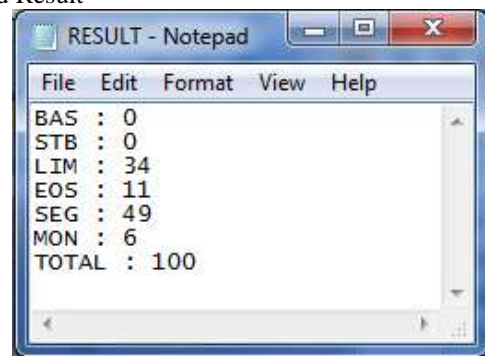 Result
RESULT - Notepad
File Edit Format View Help
BAS : 0
STB : 0
LIM : 34
EOS : 11
SEG : 49
MON : 6
TOTAL : 100